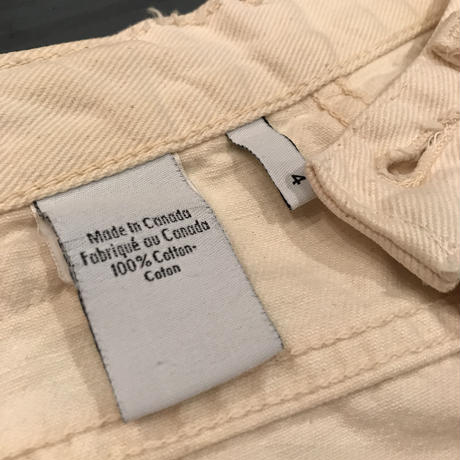 Made In Canada
Fabriqué au Canada
100% Cotton-
Coton
4